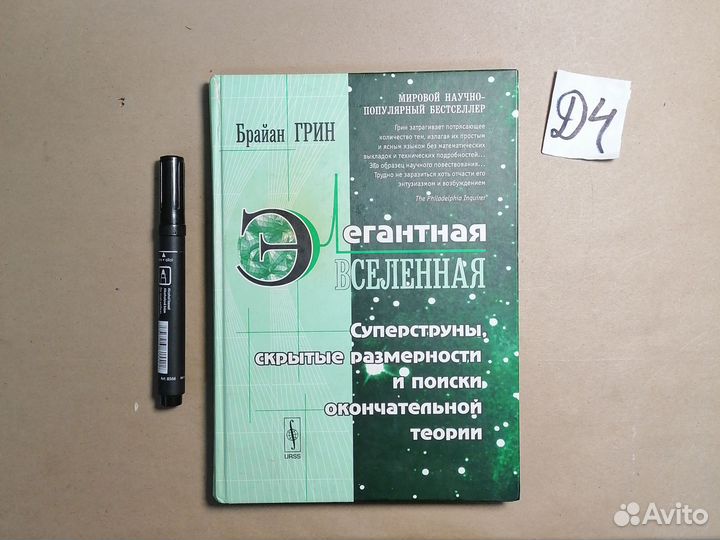 Брайан ГРИН
МИРОВОЙ НАУЧНО-
ПОПУЛЯРНЫЙ БЕСТСЕЛЛЕР
Грин затрагивает потрясающее
количество тем, излагая их простым
и ясным языком без математических
выкладок и технических подробностей...
Это образец научного повествования...
Трудно не заразиться хоть отчасти его
энтузиазмом и возбуждением
The Philadelphia Inquirer
Элегантная
ВСЕЛЕННАЯ
Суперструны,
скрытые размерности
и поиски
окончательной
теории
URSS
D4
Avito